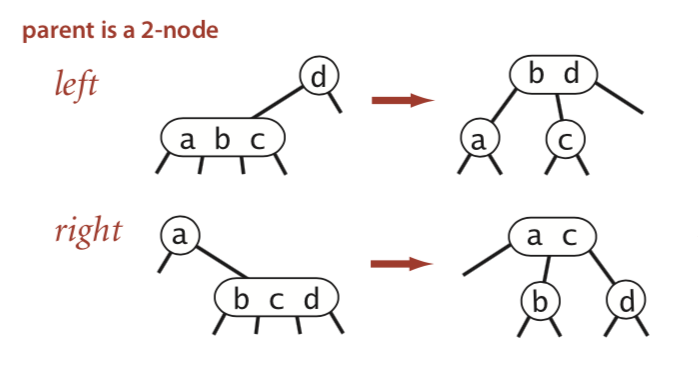 parent is a 2-node
left
d
a b c
b d
a
c
right
a
b c d
a c
b
d